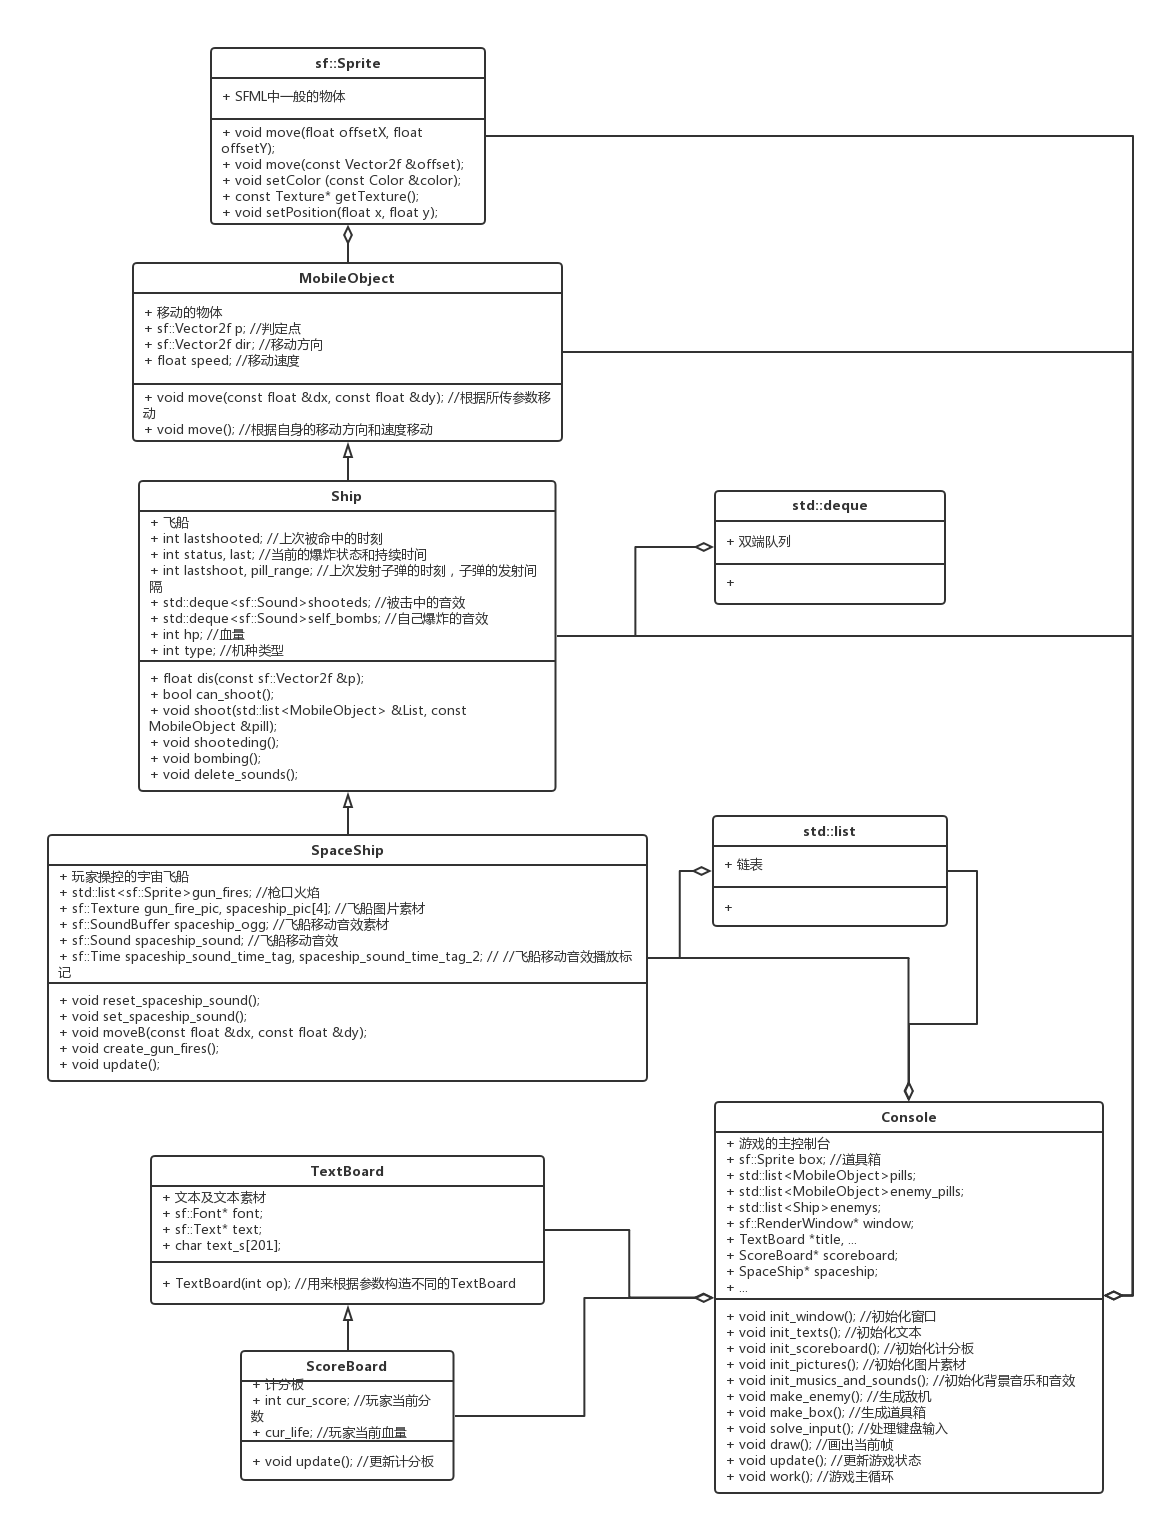 sf::Sprite
+ SFML中一般的物体
+ void move(float offsetX, float
offsetY);
+ void move(const Vector2f &offset);
+ void setColor (const Color &color);
+ const Texture* getTexture();
+ void setPosition(float x, float y);
MobileObject
+ 移动的物体
+ sf::Vector2f p; //判定点
+ sf::Vector2f dir; //移动方向
+ float speed; //移动速度
+ void move(const float &dx, const float &dy); //根据所传参数移
动
+ void move(); //根据自身的移动方向和速度移动
Ship
+ 飞船
+ int lastshooted; //上次被命中的时刻
+ int status, last; //当前的爆炸状态和持续时间
+ int lastshoot, pill_range; //上次发射子弹的时刻，子弹的发射间
隔
+ std::deque<sf::Sound>shooteds; //被击中的音效
+ std::deque<sf::Sound>self_bombs; //自己爆炸的音效
+ int hp; //血量
+ int type; //机种类型
+ float dis(const sf::Vector2f &p);
+ bool can_shoot();
+ void shoot(std::list<MobileObject> &List, const
MobileObject &pill);
+ void shooteding();
+ void bombing();
+ void delete_sounds();
std::deque
+ 双端队列
+
SpaceShip
+ 玩家操控的宇宙飞船
+ std::list<sf::Sprite>gun_fires; //枪口火焰
+ sf::Texture gun_fire_pic, spaceship_pic[4]; //飞船图片素材
+ sf::SoundBuffer spaceship_ogg; //飞船移动音效素材
+ sf::Sound spaceship_sound; //飞船移动音效
+ sf::Time spaceship_sound_time_tag, spaceship_sound_time_tag_2; // //飞船移动音效播放标
记
+ void reset_spaceship_sound();
+ void set_spaceship_sound();
+ void moveB(const float &dx, const float &dy);
+ void create_gun_fires();
+ void update();
std::list
+ 链表
+
TextBoard
+ 文本及文本素材
+ sf::Font* font;
+ sf::Text* text;
+ char text_s[201];
+ TextBoard(int op); //用来根据参数构造不同的TextBoard
ScoreBoard
+ 计分板
+ int cur_score; //玩家当前分
数
+ cur_life; //玩家当前血量
+ void update(); //更新计分板
Console
+ 游戏的主控制台
+ sf::Sprite box; //道具箱
+ std::list<MobileObject>pills;
+ std::list<MobileObject>enemy_pills;
+ std::list<Ship>enemys;
+ sf::RenderWindow* window;
+ TextBoard *title, ...
+ ScoreBoard* scoreboard;
+ SpaceShip* spaceship;
+ ...
+ void init_window(); //初始化窗口
+ void init_texts(); //初始化文本
+ void init_scoreboard(); //初始化计分板
+ void init_pictures(); //初始化图片素材
+ void init_musics_and_sounds(); //初始化背景音乐和音效
+ void make_enemy(); //生成敌机
+ void make_box(); //生成道具箱
+ void solve_input(); //处理键盘输入
+ void draw(); //画出当前帧
+ void update(); //更新游戏状态
+ void work(); //游戏主循环